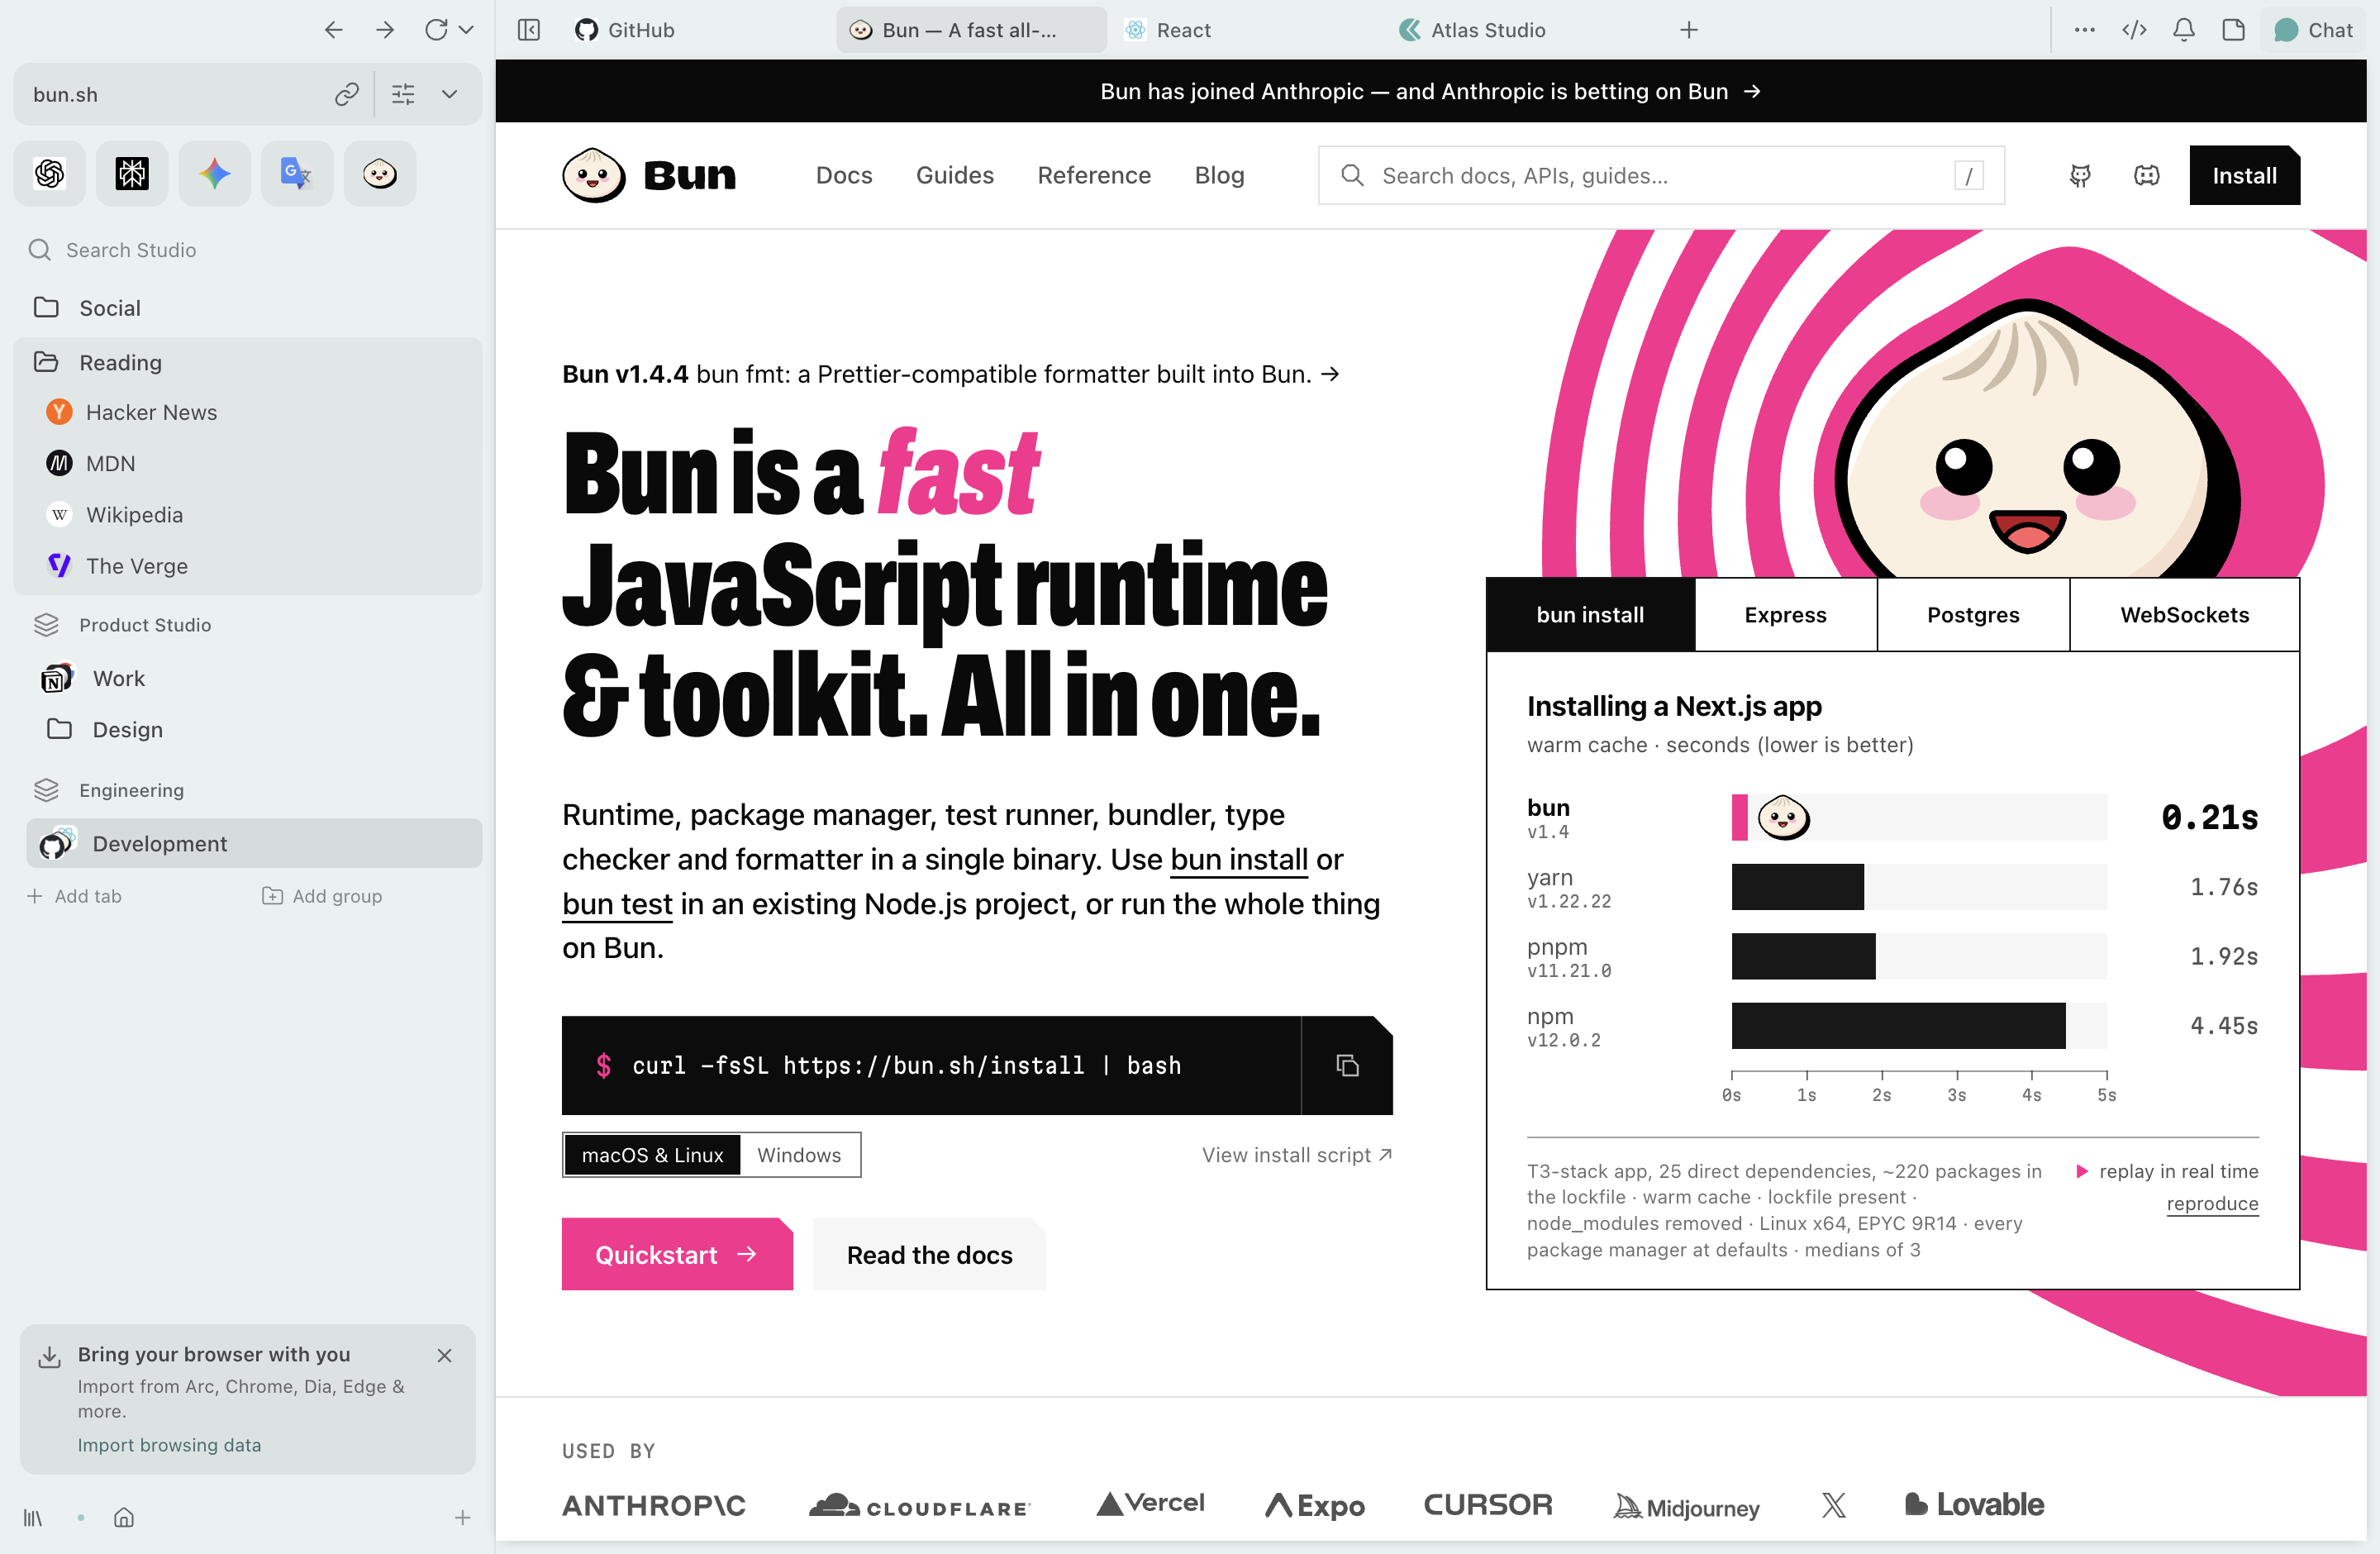 GitHub
Bun — A fast all-...
React
Atlas Studio
Chat
bun.sh
Search Studio
Social
Reading
Hacker News
MDN
Wikipedia
The Verge
Product Studio
Work
Design
Engineering
Development
Add tab
Add group
Bring your browser with you
Import from Arc, Chrome, Dia, Edge &
more.
Import browsing data
Bun has joined Anthropic — and Anthropic is betting on Bun →
Bun
Docs
Guides
Reference
Blog
Search docs, APIs, guides...
/
Install
Bun v1.4.4 bun fmt: a Prettier-compatible formatter built into Bun. →
Bun is a fast
JavaScript runtime
& toolkit. All in one.
Runtime, package manager, test runner, bundler, type
checker and formatter in a single binary. Use bun install or
bun test in an existing Node.js project, or run the whole thing
on Bun.
$ curl -fsSL https://bun.sh/install | bash
macOS & Linux
Windows
View install script ↗
Quickstart →
Read the docs
bun install
Express
Postgres
WebSockets
Installing a Next.js app
warm cache · seconds (lower is better)
bun
v1.4
0.21s
yarn
v1.22.22
1.76s
pnpm
v11.21.0
1.92s
npm
v12.0.2
4.45s
0s 1s 2s 3s 4s 5s
T3-stack app, 25 direct dependencies, ~220 packages in
the lockfile · warm cache · lockfile present ·
node_modules removed · Linux x64, EPYC 9R14 · every
package manager at defaults · medians of 3
▶ replay in real time
reproduce
USED BY
ANTHROP\C
CLOUDFLARE
Vercel
Expo
CURSOR
Midjourney
X
Lovable